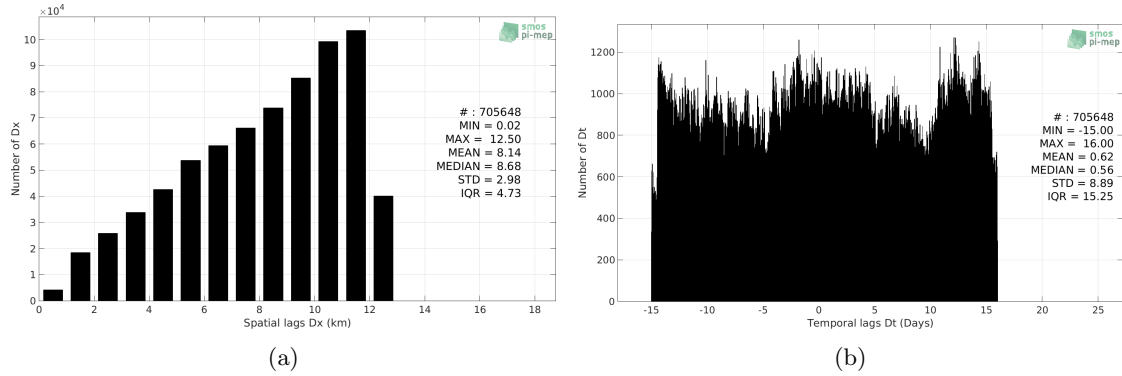 ×10⁴
10
9
8
7
6
5
4
3
2
1
0
Number of Dx
smos
pi-mep
# : 705648
MIN = 0.02
MAX = 12.50
MEAN = 8.14
MEDIAN = 8.68
STD = 2.98
IQR = 4.73
0 2 4 6 8 10 12 14 16 18
Spatial lags Dx (km)
(a)
1200
1000
800
600
400
200
0
Number of Dt
smos
pi-mep
# : 705648
MIN = -15.00
MAX = 16.00
MEAN = 0.62
MEDIAN = 0.56
STD = 8.89
IQR = 15.25
-15 -10 -5 0 5 10 15 20 25
Temporal lags Dt (Days)
(b)